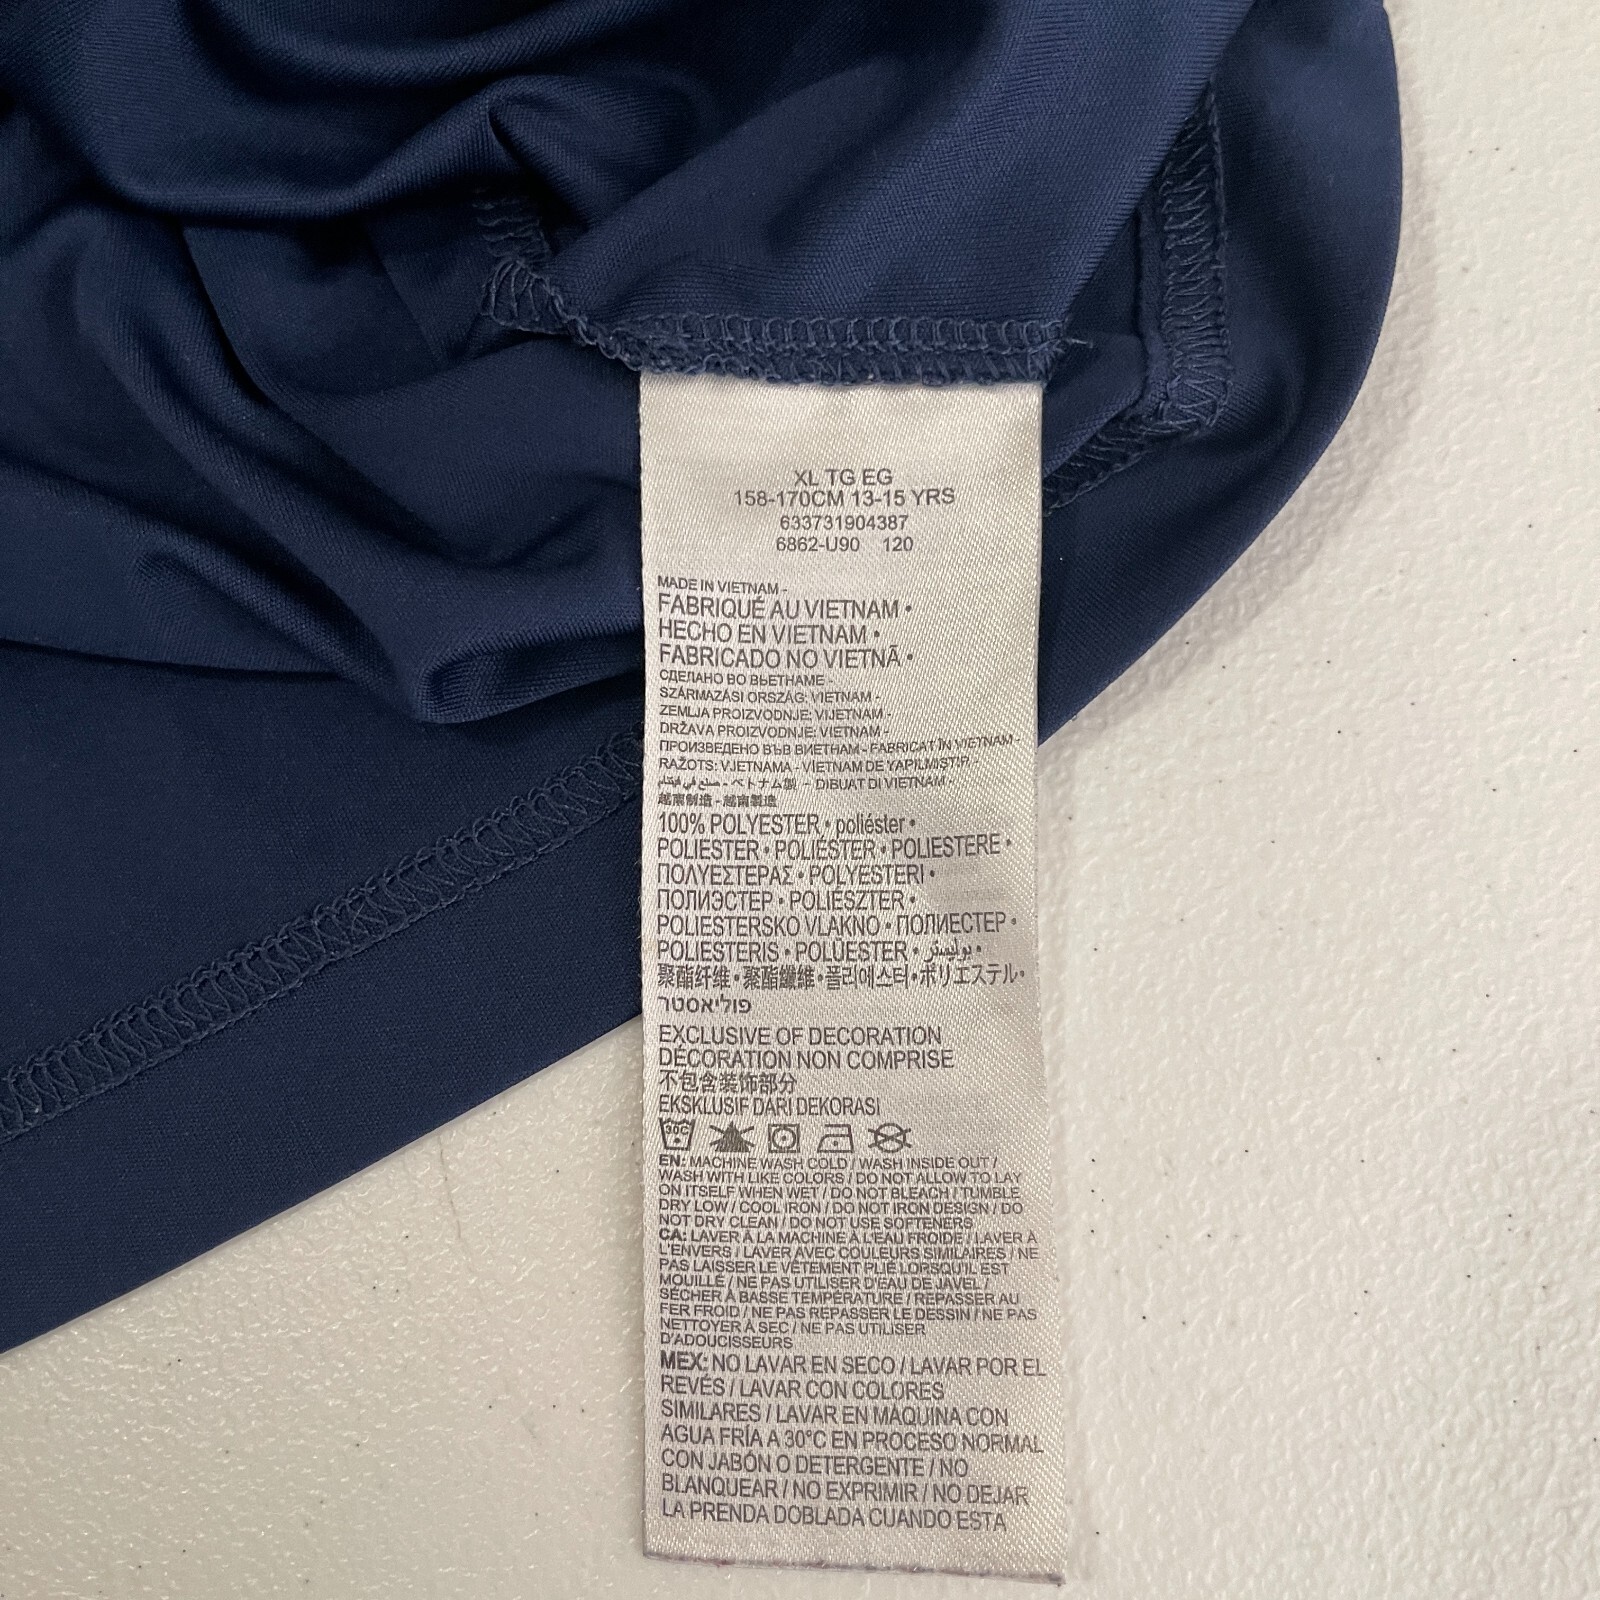 XL TG EG
158-170CM 13-15 YRS
633731904387
6862-U90 120
MADE IN VIETNAM -
FABRIQUÉ AU VIETNAM •
HECHO EN VIETNAM •
FABRICADO NO VIETNÃ •
СДЕЛАНО ВО ВЬЕТНАМЕ -
SZÁRMAZÁSI ORSZÁG: VIETNAM -
ZEMLJA PROIZVODNJE: VIJETNAM -
DRŽAVA PROIZVODNJE: VIETNAM -
ПРОИЗВЕДЕНО ВЪВ ВИЕТНАМ - FABRICAT ÎN VIETNAM -
RAŽOTS: VJETNAMA - VİETNAM DE YAPILMIŞTIR -
صنع في فيتنام - ベトナム製 - DIBUAT DI VIETNAM -
越南制造 - 越南製造
100% POLYESTER • poliéster •
POLIESTER • POLIÉSTER • POLIESTERE •
ΠΟΛΥΕΣΤΕΡΑΣ • POLYESTERI •
ПОЛИЭСТЕР • POLIÉSZTER •
POLIESTERSKO VLAKNO • ПОЛИЕСТЕР •
POLIESTERIS • POLÜESTER • بوليستر •
聚酯纤维 • 聚酯纖維 • 폴리에스터 • ポリエステル •
פוליאסטר
EXCLUSIVE OF DECORATION
DÉCORATION NON COMPRISE
不包含装饰部分
EKSKLUSIF DARI DEKORASI
30C
EN: MACHINE WASH COLD / WASH INSIDE OUT /
WASH WITH LIKE COLORS / DO NOT ALLOW TO LAY
ON ITSELF WHEN WET / DO NOT BLEACH / TUMBLE
DRY LOW / COOL IRON / DO NOT IRON DESIGN / DO
NOT DRY CLEAN / DO NOT USE SOFTENERS
CA: LAVER À LA MACHINE À L'EAU FROIDE / LAVER À
L'ENVERS / LAVER AVEC COULEURS SIMILAIRES / NE
PAS LAISSER LE VÊTEMENT PLIÉ LORSQU'IL EST
MOUILLÉ / NE PAS UTILISER D'EAU DE JAVEL /
SÉCHER À BASSE TEMPÉRATURE / REPASSER AU
FER FROID / NE PAS REPASSER LE DESSIN / NE PAS
NETTOYER À SEC / NE PAS UTILISER
D'ADOUCISSEURS
MEX: NO LAVAR EN SECO / LAVAR POR EL
REVÉS / LAVAR CON COLORES
SIMILARES / LAVAR EN MAQUINA CON
AGUA FRÍA A 30°C EN PROCESO NORMAL
CON JABÓN O DETERGENTE / NO
BLANQUEAR / NO EXPRIMIR / NO DEJAR
LA PRENDA DOBLADA CUANDO ESTA